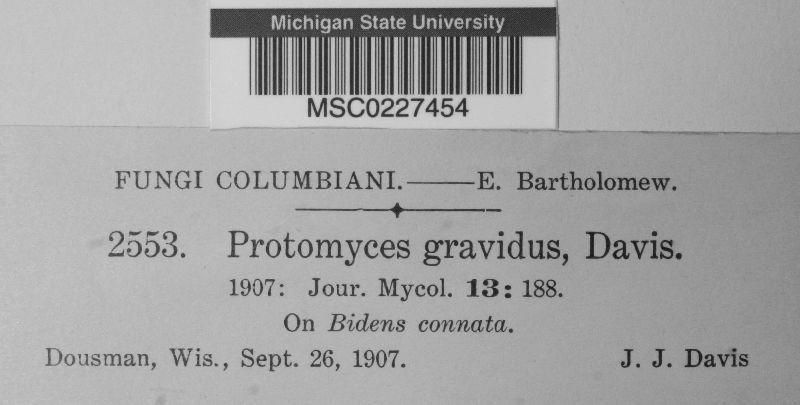 Michigan State University
MSC0227454
FUNGI COLUMBIANI.——E. Bartholomew.
2553. Protomyces gravidus, Davis.
1907: Jour. Mycol. 13: 188.
On Bidens connata.
Dousman, Wis., Sept. 26, 1907. J. J. Davis